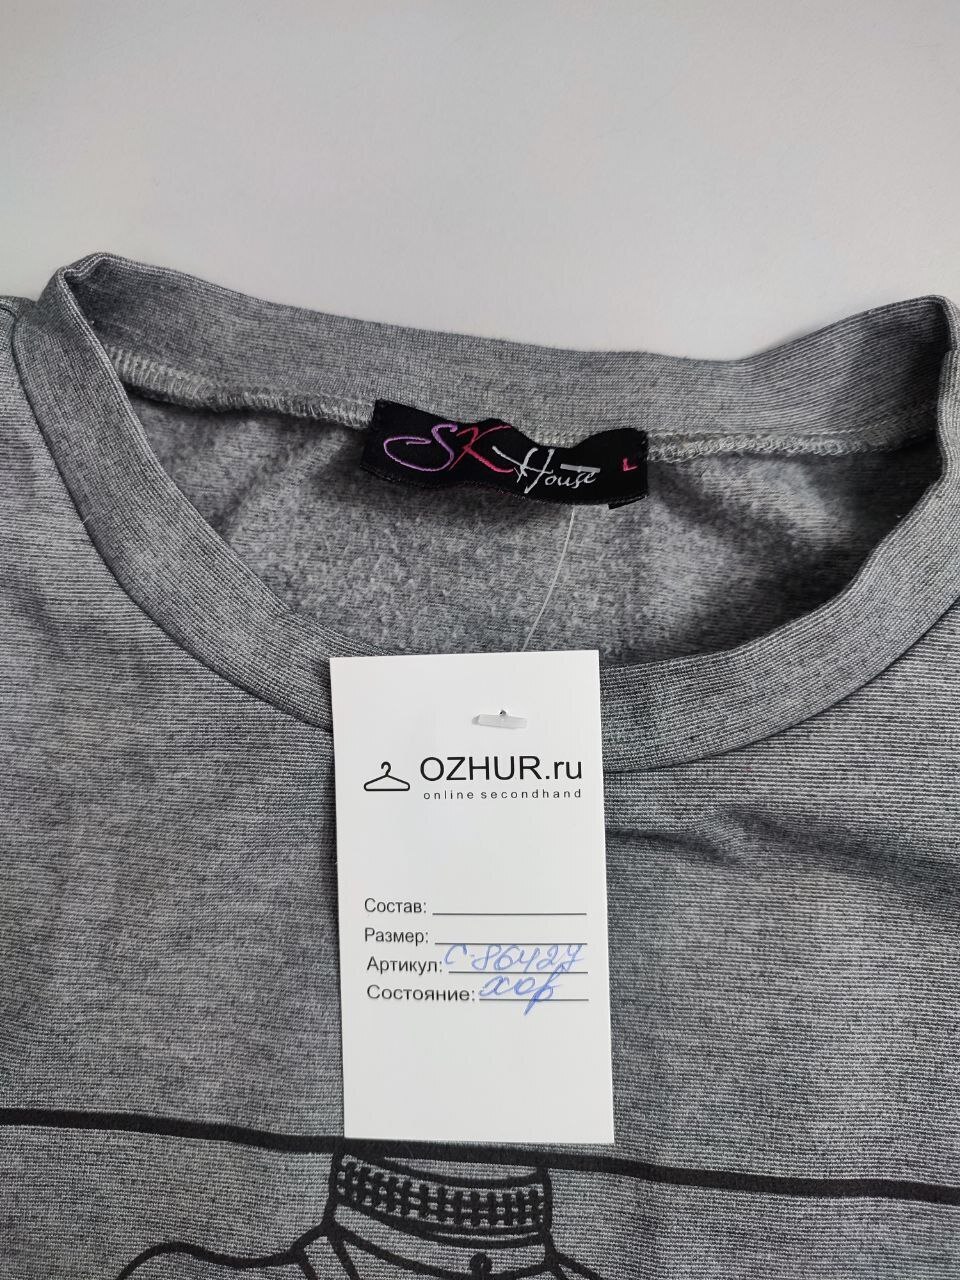 SK House L
OZHUR.ru
online secondhand
Состав:
Размер:
Артикул: С-86427
Состояние: хор